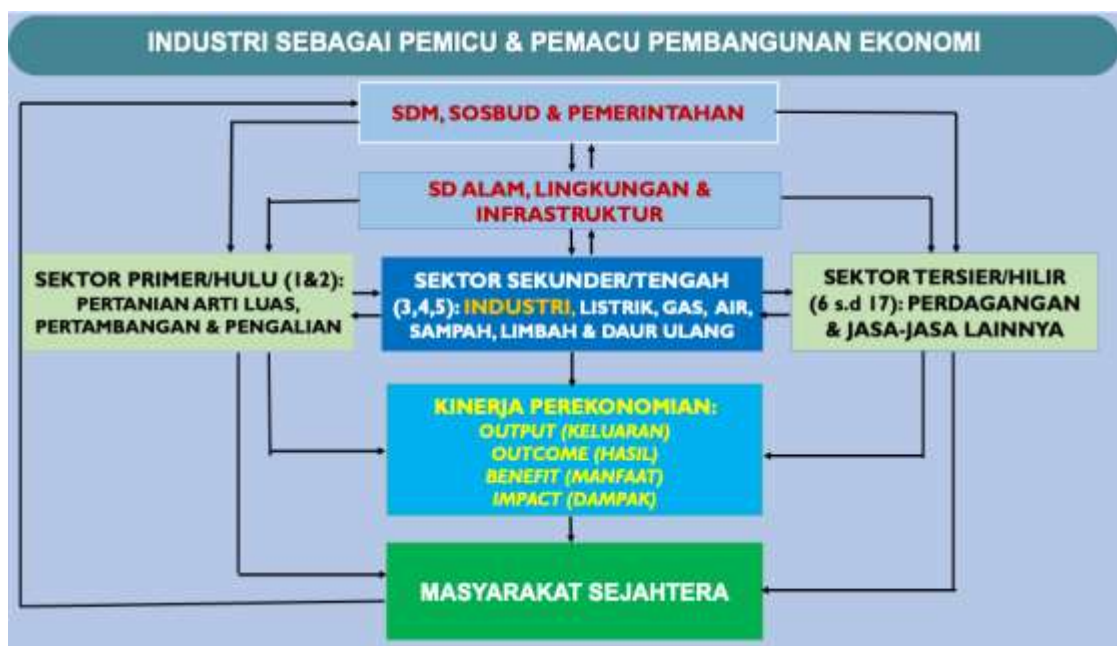 INDUSTRI SEBAGAI PEMICU & PEMACU PEMBANGUNAN EKONOMI
SDM, SOSBUD & PEMERINTAHAN
SD ALAM, LINGKUNGAN &
INFRASTRUKTUR
SEKTOR PRIMER/HULU (1&2):
PERTANIAN ARTI LUAS,
PERTAMBANGAN & PENGALIAN
SEKTOR SEKUNDER/TENGAH
(3,4,5): INDUSTRI, LISTRIK, GAS, AIR,
SAMPAH, LIMBAH & DAUR ULANG
SEKTOR TERSIER/HILIR
(6 s.d 17): PERDAGANGAN
& JASA-JASA LAINNYA
KINERJA PEREKONOMIAN:
OUTPUT (KELUARAN)
OUTCOME (HASIL)
BENEFIT (MANFAAT)
IMPACT (DAMPAK)
MASYARAKAT SEJAHTERA